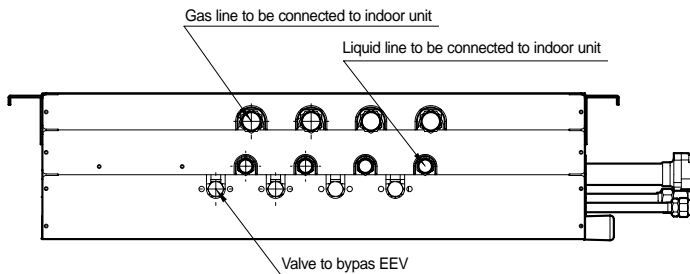 Gas line to be connected to indoor unit
Liquid line to be connected to indoor unit
Valve to bypas EEV